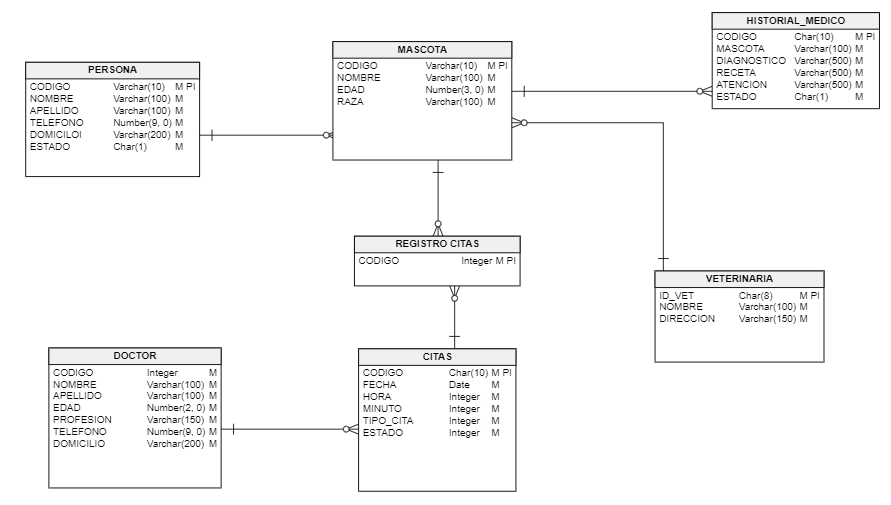 HISTORIAL_MEDICO
CODIGO Char(10) M PI
MASCOTA Varchar(100) M
DIAGNOSTICO Varchar(500) M
RECETA Varchar(500) M
ATENCION Varchar(500) M
ESTADO Char(1) M
MASCOTA
CODIGO Varchar(10) M PI
NOMBRE Varchar(100) M
EDAD Number(3, 0) M
RAZA Varchar(100) M
PERSONA
CODIGO Varchar(10) M PI
NOMBRE Varchar(100) M
APELLIDO Varchar(100) M
TELEFONO Number(9, 0) M
DOMICILOI Varchar(200) M
ESTADO Char(1) M
REGISTRO CITAS
CODIGO Integer M PI
VETERINARIA
ID_VET Char(8) M PI
NOMBRE Varchar(100) M
DIRECCION Varchar(150) M
DOCTOR
CODIGO Integer M
NOMBRE Varchar(100) M
APELLIDO Varchar(100) M
EDAD Number(2, 0) M
PROFESION Varchar(150) M
TELEFONO Number(9, 0) M
DOMICILIO Varchar(200) M
CITAS
CODIGO Char(10) M PI
FECHA Date M
HORA Integer M
MINUTO Integer M
TIPO_CITA Integer M
ESTADO Integer M